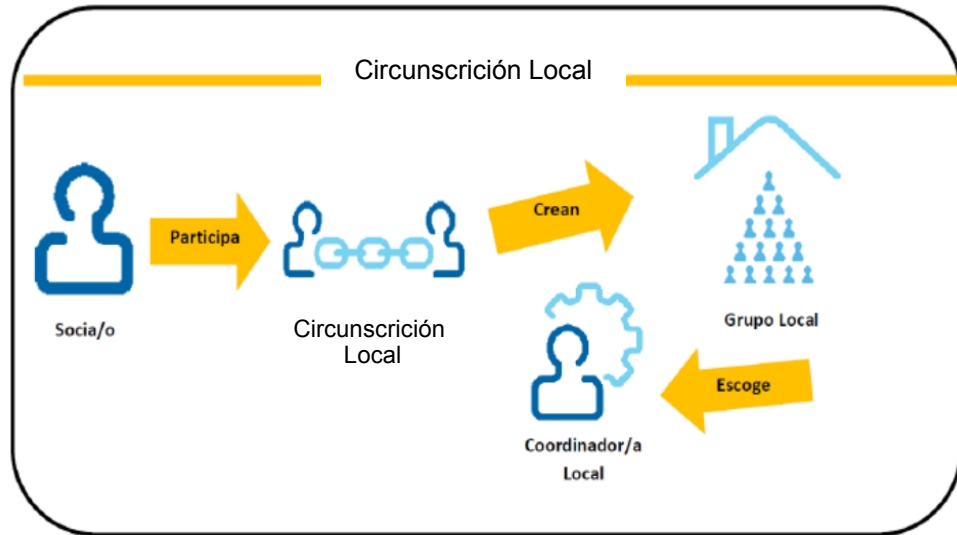 Circunscrición Local
Participa
Crean
Socia/o
Circunscrición
Local
Grupo Local
Escoge
Coordinador/a
Local